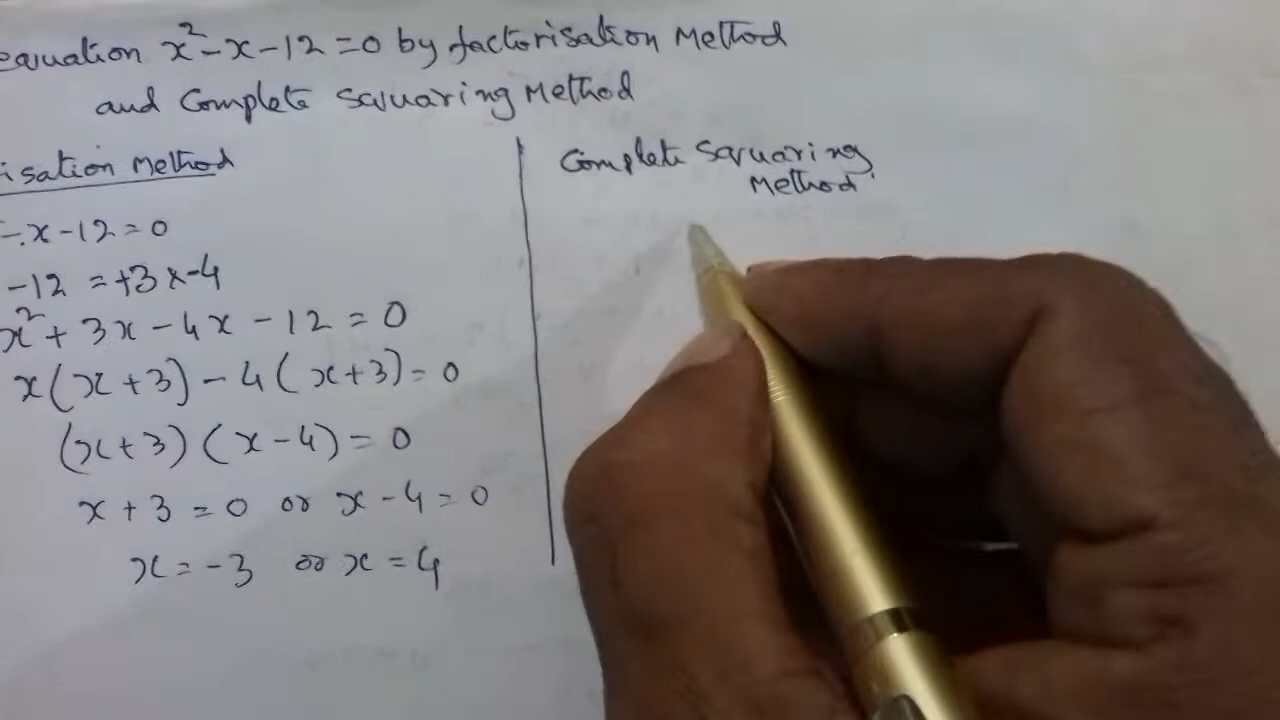 equation x² - x - 12 = 0 by factorisation Method
and Complete Squaring Method
isation Method
- x - 12 = 0
-12 = +3 x -4
x² + 3x - 4x - 12 = 0
x(x+3) - 4(x+3) = 0
(x+3)(x-4) = 0
x + 3 = 0 or x - 4 = 0
x = -3 or x = 4
Complete Squaring
Method